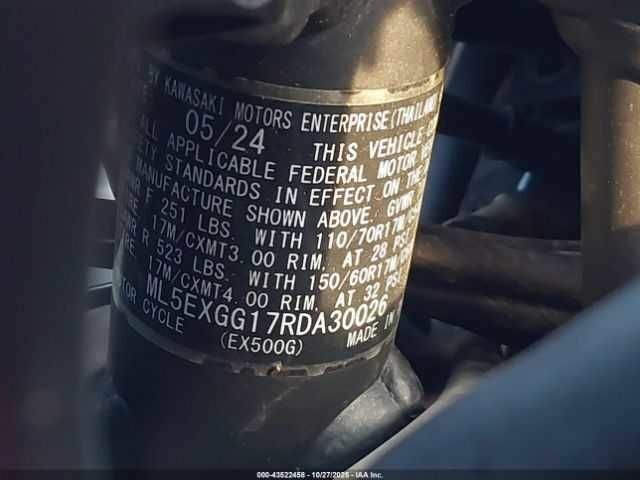 BY KAWASAKI MOTORS ENTERPRISE(THAILAND
05/24 THIS VEHICLE
ALL APPLICABLE FEDERAL MOTOR
STANDARDS IN EFFECT ON THE
MANUFACTURE SHOWN ABOVE. GVWR
F 251 LBS. WITH 110/70R17M/C
17M/CXMT3.00 RIM, AT 28 PSI
R 523 LBS. WITH 150/60R17M/C
17M/CXMT4.00 RIM, AT 32 PSI
ML5EXGG17RDA30026
CYCLE (EX500G) MADE IN
000-43522458 - 10/27/2025 - IAA Inc.